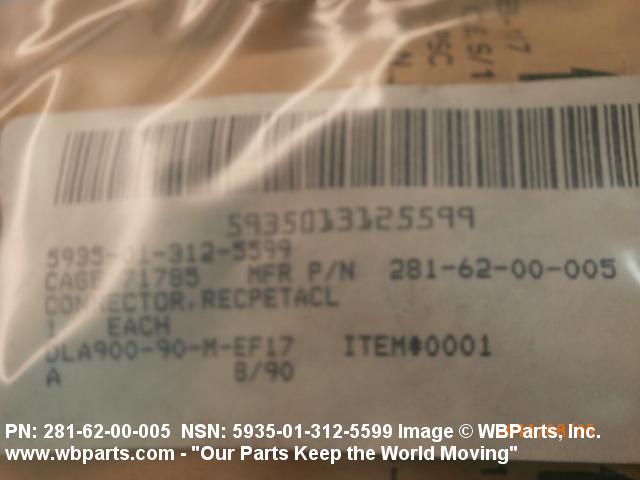 5935013125599
5935-01-312-5599
CAGE 71785 MFR P/N 281-62-00-005
CONNECTOR,RECPETACL
1 EACH
DLA900-90-M-EF17 ITEM#0001
A 8/90
PN: 281-62-00-005 NSN: 5935-01-312-5599 Image © WBParts, Inc.
www.wbparts.com - "Our Parts Keep the World Moving"